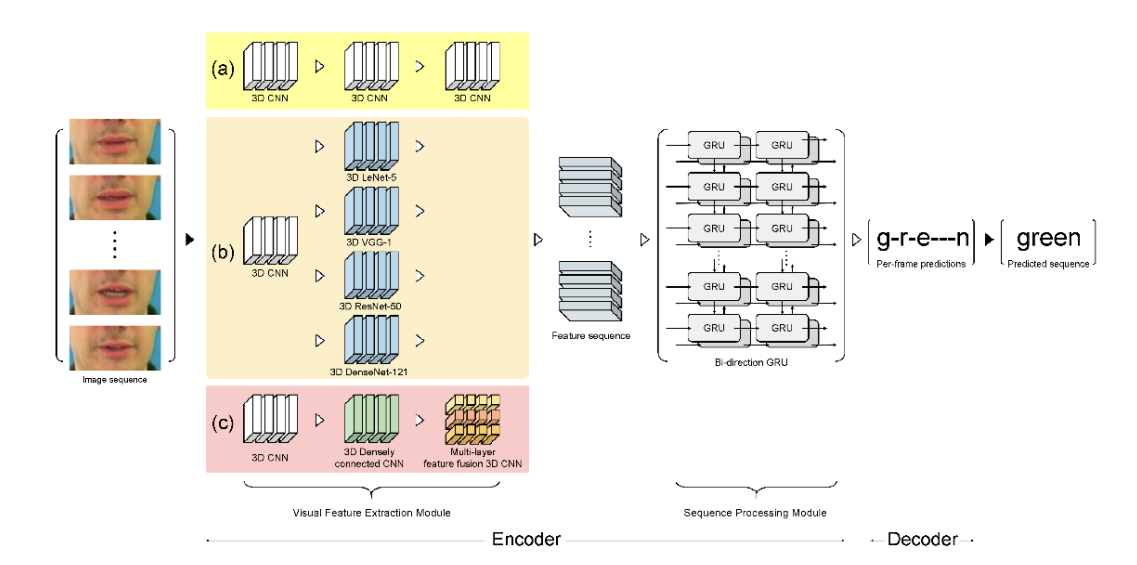 (a)
3D CNN
3D CNN
3D CNN
(b)
3D CNN
3D LeNet-5
3D VGG-1
3D ResNet-50
3D DenseNet-121
(c)
3D CNN
3D Densely
connected CNN
Multi-layer
feature fusion 3D CNN
Image sequence
Feature sequence
GRU GRU
GRU GRU
GRU GRU
GRU GRU
GRU GRU
Bi-direction GRU
g-r-e---n
Per-frame predictions
green
Predicted sequence
Visual Feature Extraction Module
Sequence Processing Module
Encoder
Decoder